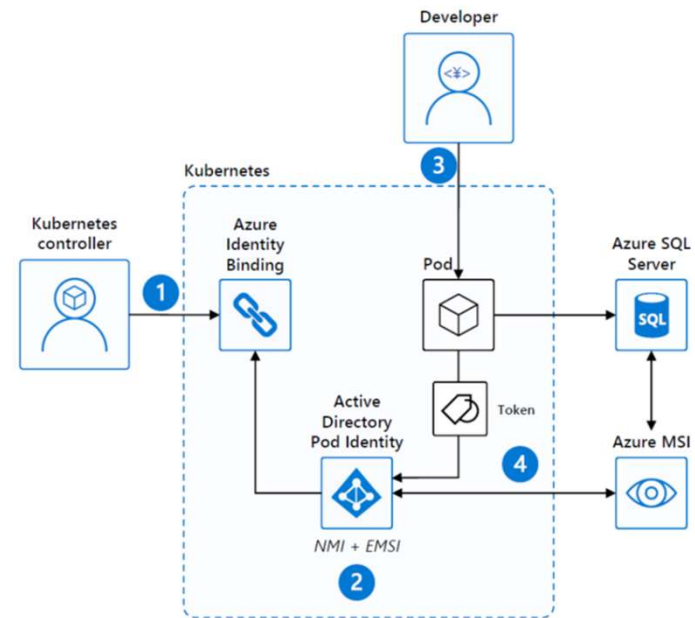 Developer
<¥>
3
Kubernetes
Kubernetes
controller
1
Azure
Identity
Binding
Pod
Azure SQL
Server
SQL
Active
Directory
Pod Identity
Token
4
Azure MSI
NMI + EMSI
2